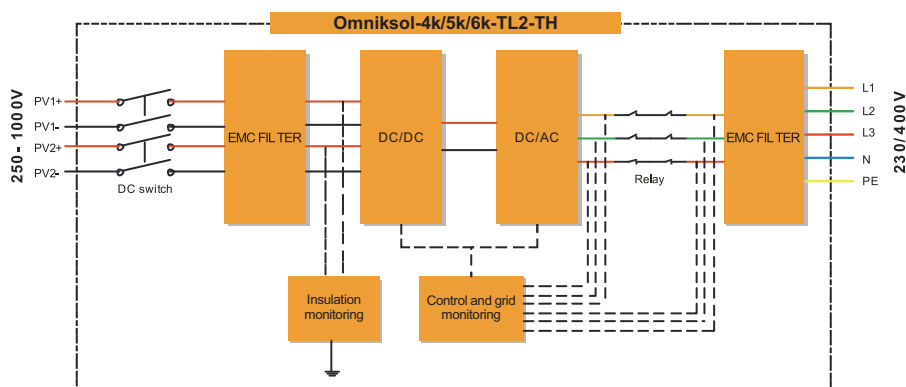 Omniksol-4k/5k/6k-TL2-TH
250-1000V
PV1+
PV1-
PV2+
PV2-
DC switch
EMC FILTER
DC/DC
DC/AC
Relay
EMC FILTER
L1
L2
L3
N
PE
230/400V
Insulation
monitoring
Control and grid
monitoring